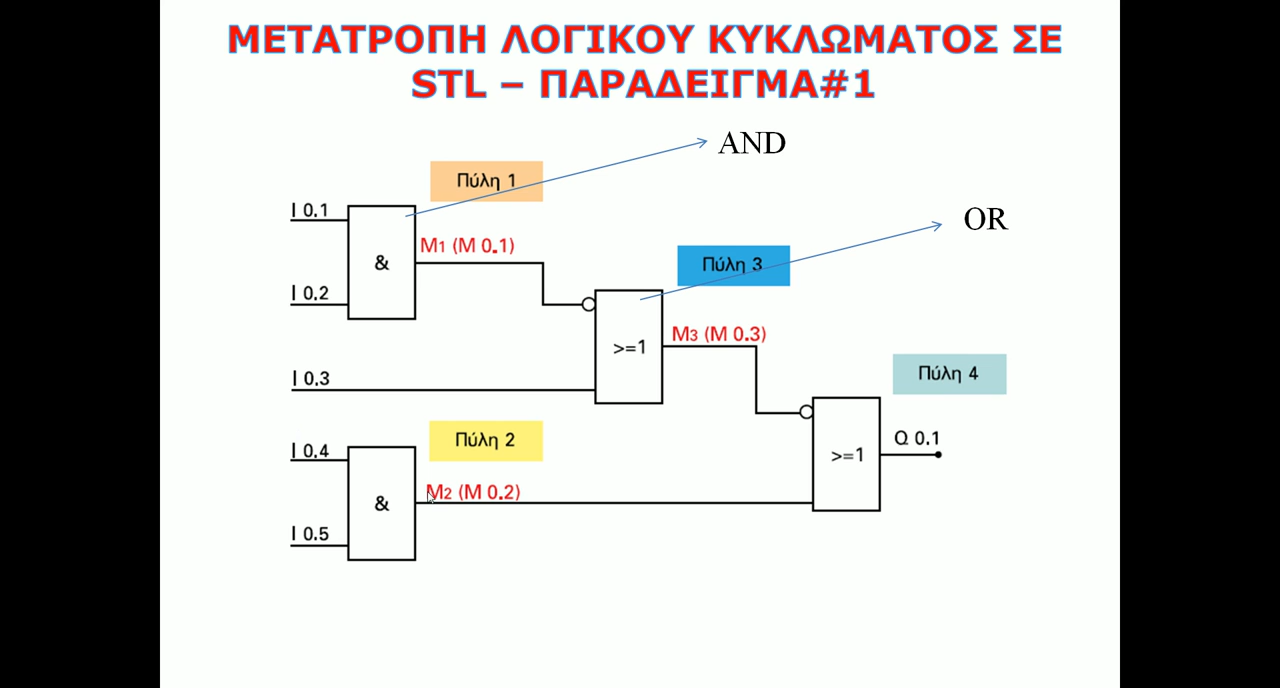 ΜΕΤΑΤΡΟΠΗ ΛΟΓΙΚΟΥ ΚΥΚΛΩΜΑΤΟΣ ΣΕ
STL – ΠΑΡΑΔΕΙΓΜΑ#1
AND
Πύλη 1
I 0.1
OR
M1 (M 0.1)
&
Πύλη 3
I 0.2
M3 (M 0.3)
>=1
I 0.3
Πύλη 4
Πύλη 2
I 0.4
Q 0.1
>=1
M2 (M 0.2)
&
I 0.5